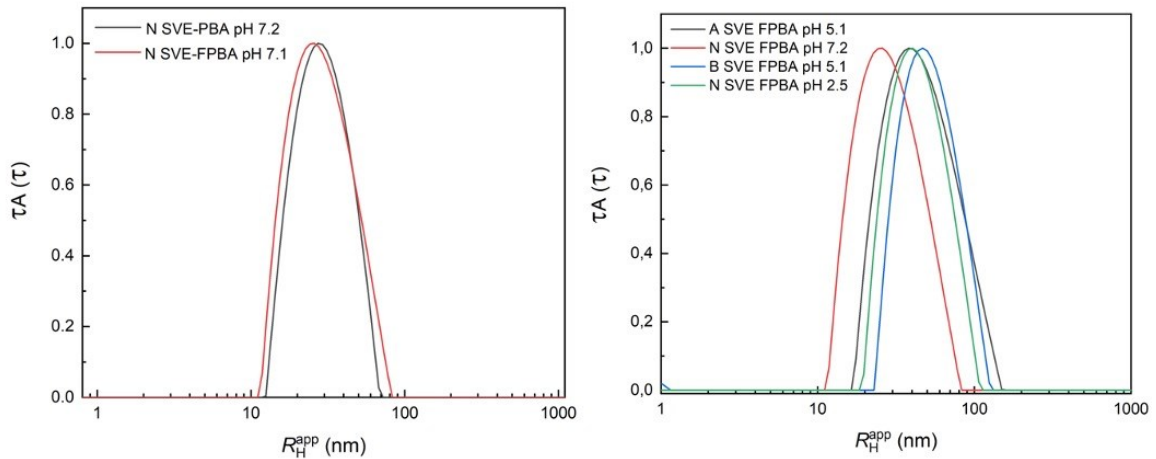 N SVE-PBA pH 7.2
N SVE-FPBA pH 7.1
1.0
0.8
0.6
0.4
0.2
0.0
τA (τ)
1
10
100
1000
R_H^app (nm)
A SVE FPBA pH 5.1
N SVE FPBA pH 7.2
B SVE FPBA pH 5.1
N SVE FPBA pH 2.5
1,0
0,8
0,6
0,4
0,2
0,0
τA (τ)
1
10
100
1000
R_H^app (nm)